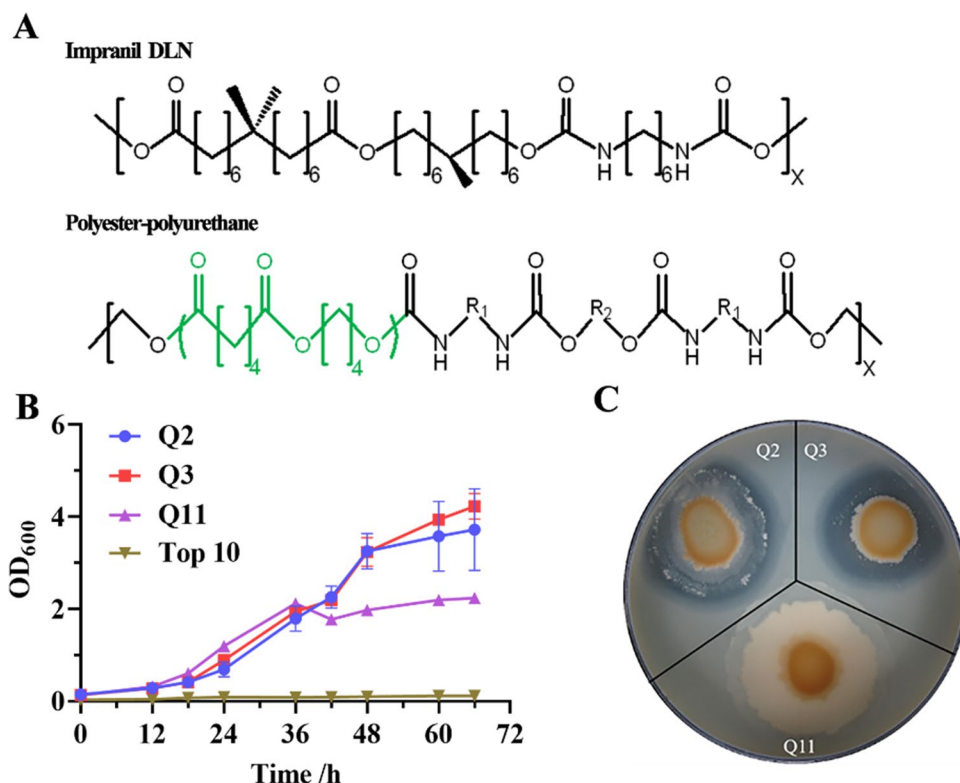 A
Impranil DLN
O O O O
O 6 6 O 6 6 O N H 6 N H O X
Polyester-polyurethane
O O O O O O
O 4 O 4 O N H R1 N H O R2 O N H R1 N H O X
B
6
Q2
Q3
Q11
Top 10
4
2
0
OD600
0 12 24 36 48 60 72
Time /h
C
Q2 Q3
Q11